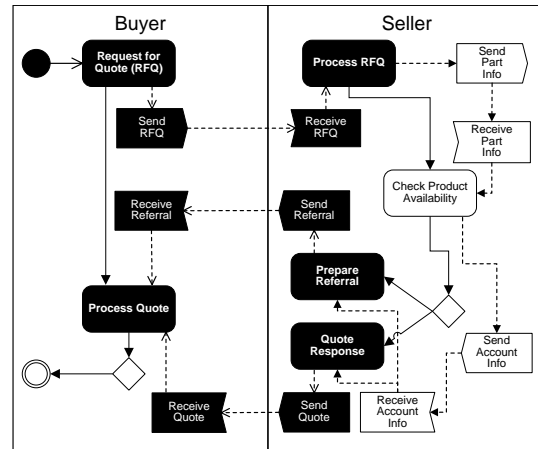 Buyer
Seller
Request for
Quote (RFQ)
Process RFQ
Send
Part
Info
Send
RFQ
Receive
RFQ
Receive
Part
Info
Check Product
Availability
Receive
Referral
Send
Referral
Prepare
Referral
Process Quote
Quote
Response
Send
Account
Info
Receive
Quote
Send
Quote
Receive
Account
Info